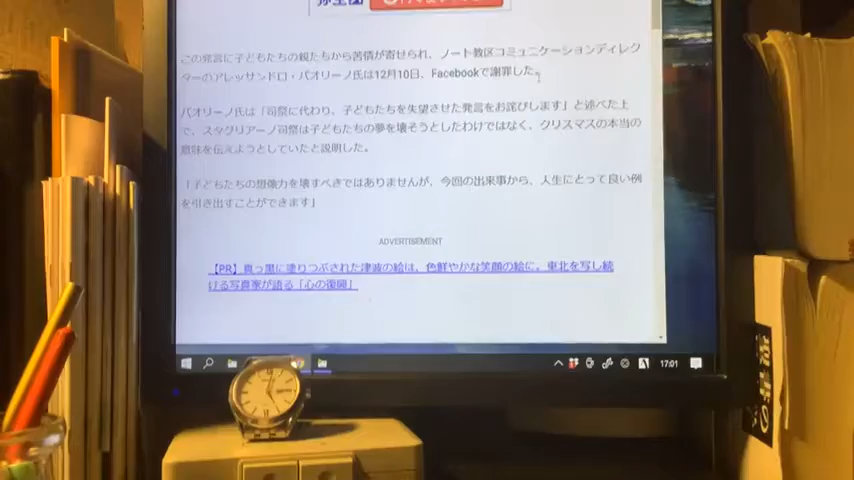 この発言に子どもたちの親たちから苦情が寄せられ、ノート教区コミュニケーションディレク
ターのアレッサンドロ・パオリーノ氏は12月10日、Facebookで謝罪した。
パオリーノ氏は「司祭に代わり、子どもたちを失望させた発言をお詫びします」と述べた上
で、スタグリアーノ司祭は子どもたちの夢を壊そうとしたわけではなく、クリスマスの本当の
意味を伝えようとしていたと説明した。
「子どもたちの想像力を壊すべきではありませんが、今回の出来事から、人生にとって良い例
を引き出すことができます」
ADVERTISEMENT
【PR】真っ黒に塗りつぶされた津波の絵は、色鮮やかな笑顔の絵に。東北を写し続
ける写真家が語る「心の復興」
A
17:01